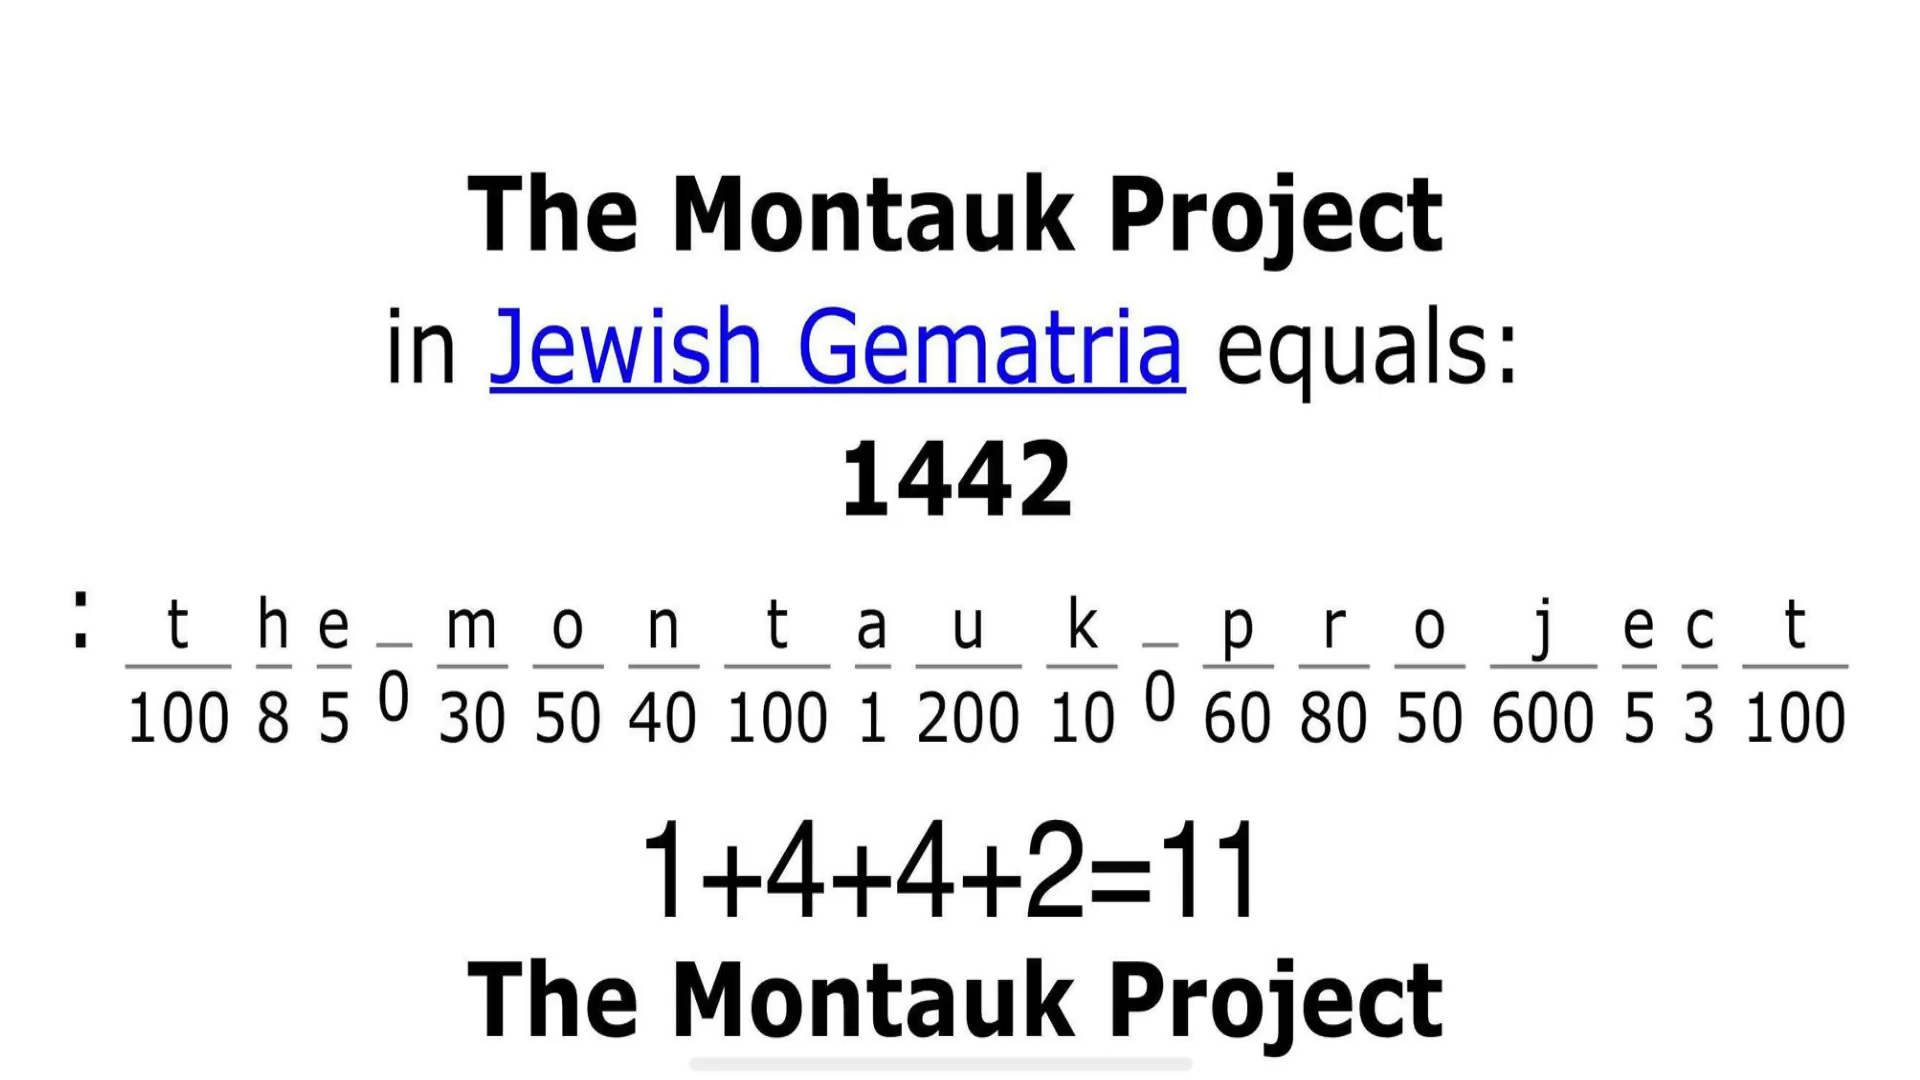 The Montauk Project
in Jewish Gematria equals:
1442
: t h e _ m o n t a u k _ p r o j e c t
100 8 5 0 30 50 40 100 1 200 10 0 60 80 50 600 5 3 100
1+4+4+2=11
The Montauk Project